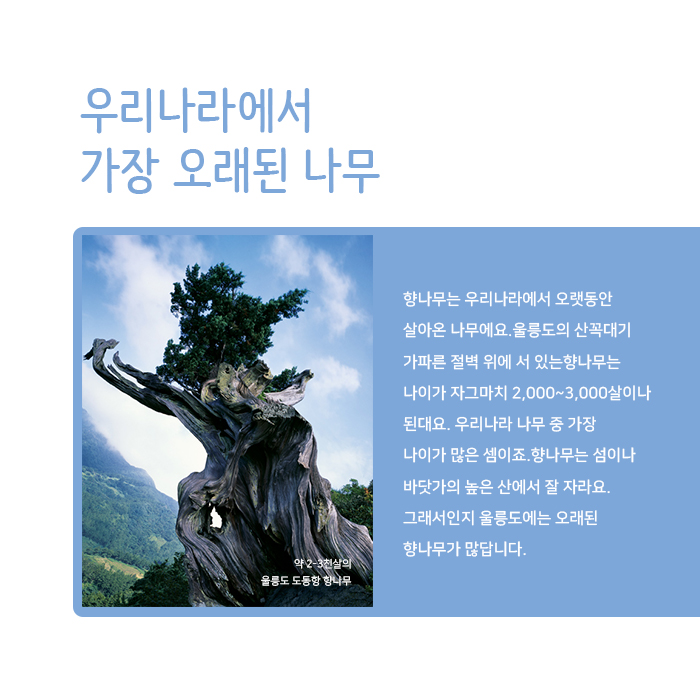 우리나라에서
가장 오래된 나무
향나무는 우리나라에서 오랫동안
살아온 나무에요.울릉도의 산꼭대기
가파른 절벽 위에 서 있는향나무는
나이가 자그마치 2,000~3,000살이나
된대요. 우리나라 나무 중 가장
나이가 많은 셈이죠.향나무는 섬이나
바닷가의 높은 산에서 잘 자라요.
그래서인지 울릉도에는 오래된
향나무가 많답니다.
약 2-3천살의
울릉도 도동항 향나무